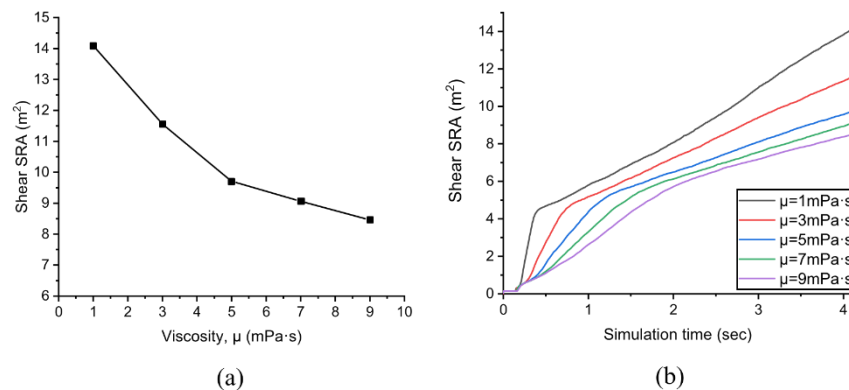 15
14
13
12
11
10
9
8
7
6
Shear SRA (m²)
0 1 2 3 4 5 6 7 8 9 10
Viscosity, μ (mPa·s)
(a)
14
12
10
8
6
4
2
0
Shear SRA (m²)
0 1 2 3 4
Simulation time (sec)
μ=1mPa·s
μ=3mPa·s
μ=5mPa·s
μ=7mPa·s
μ=9mPa·s
(b)